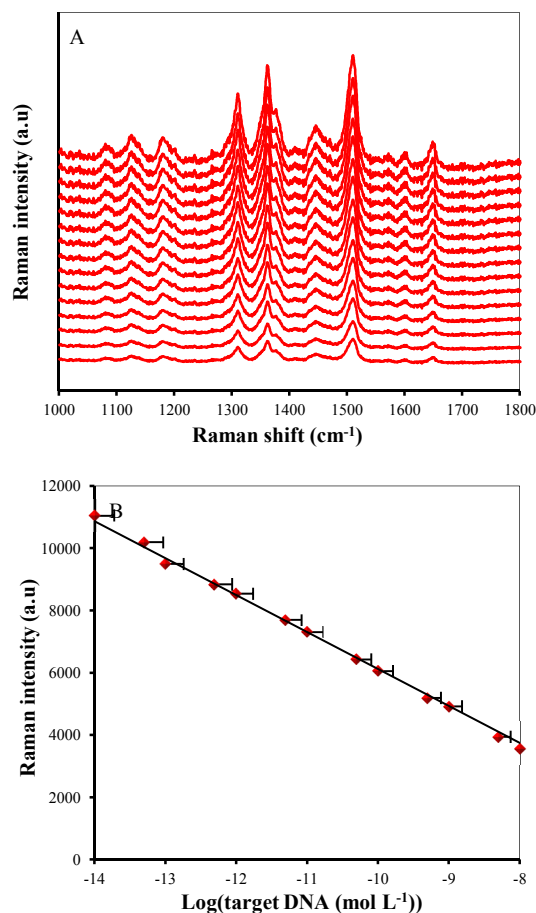 A
Raman intensity (a.u)
1000 1100 1200 1300 1400 1500 1600 1700 1800
Raman shift (cm⁻¹)
B
Raman intensity (a.u)
12000
10000
8000
6000
4000
2000
0
-14 -13 -12 -11 -10 -9 -8
Log(target DNA (mol L⁻¹))